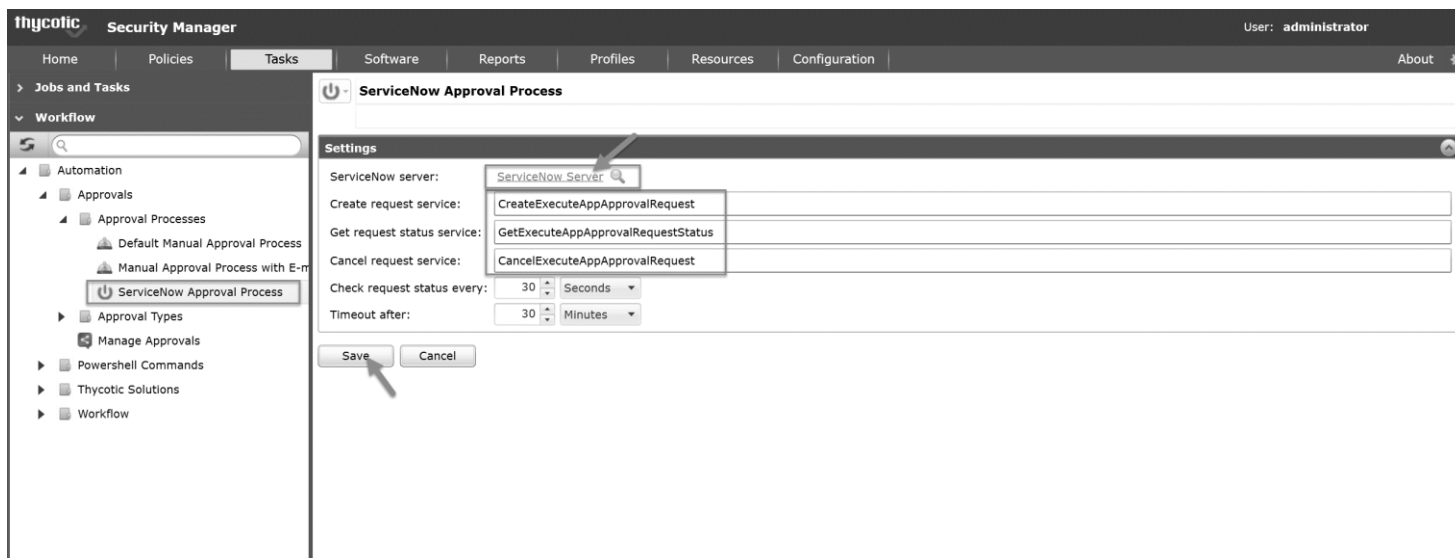 thycotic Security Manager User: administrator
Home Policies Tasks Software Reports Profiles Resources Configuration About
Jobs and Tasks
Workflow
Automation
Approvals
Approval Processes
Default Manual Approval Process
Manual Approval Process with E-m
ServiceNow Approval Process
Approval Types
Manage Approvals
Powershell Commands
Thycotic Solutions
Workflow
ServiceNow Approval Process
Settings
ServiceNow server: ServiceNow Server
Create request service: CreateExecuteAppApprovalRequest
Get request status service: GetExecuteAppApprovalRequestStatus
Cancel request service: CancelExecuteAppApprovalRequest
Check request status every: 30 Seconds
Timeout after: 30 Minutes
Save Cancel